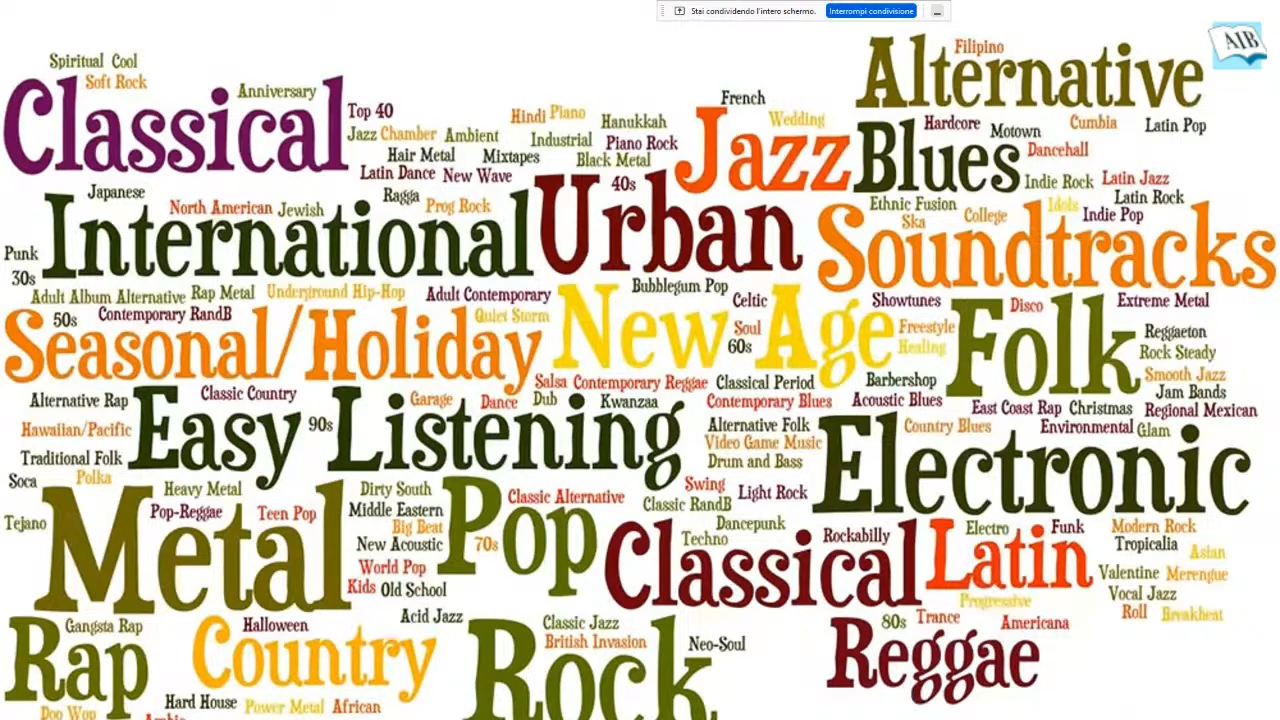 Stai condividendo l'intero schermo.
Interrompi condivisione
AIB
Alternative
Filipino
Spiritual
Cool
Soft Rock
Classical
Anniversary
Top 40
Jazz
Chamber
Ambient
Hair Metal
Mixtapes
Latin Dance
New Wave
Hindi
Piano
Hanukkah
Industrial
Piano Rock
Black Metal
French
Wedding
Jazz
Blues
Hardcore
Motown
Cumbia
Latin Pop
Dancehall
Indie Rock
Latin Jazz
Latin Rock
Ethnic Fusion
Ska
College
Idols
Indie Pop
Japanese
North American
Jewish
Ragga
Prog Rock
International
Urban
40s
Soundtracks
Punk
30s
Adult Album Alternative
Rap Metal
Underground Hip-Hop
Adult Contemporary
Bubblegum Pop
Celtic
Showtunes
Disco
Extreme Metal
50s
Contemporary RandB
Quiet Storm
Seasonal/Holiday
New Age
Soul
60s
Freestyle
Healing
Folk
Reggaeton
Rock Steady
Smooth Jazz
Jam Bands
Regional Mexican
Salsa
Contemporary Reggae
Classical Period
Barbershop
Alternative Rap
Classic Country
Garage
Dance
Dub
Kwanzaa
Contemporary Blues
Acoustic Blues
East Coast Rap
Christmas
Hawaiian/Pacific
Easy Listening
90s
Alternative Folk
Video Game Music
Drum and Bass
Country Blues
Environmental
Glam
Electronic
Traditional Folk
Soca
Polka
Heavy Metal
Dirty South
Classic Alternative
Swing
Light Rock
Classic RandB
Tejano
Metal
Pop-Reggae
Teen Pop
Middle Eastern
Big Beat
New Acoustic
World Pop
Kids
Old School
Pop
70s
Dancepunk
Techno
Rockabilly
Classical
Electro
Funk
Latin
Modern Rock
Tropicalia
Asian
Valentine
Merengue
Vocal Jazz
Progressive
Roll
Breakbeat
Rap
Gangsta Rap
Halloween
Acid Jazz
Country
Classic Jazz
British Invasion
Neo-Soul
Rock
80s
Trance
Americana
Reggae
Hard House
Power Metal
African
Doo Wop